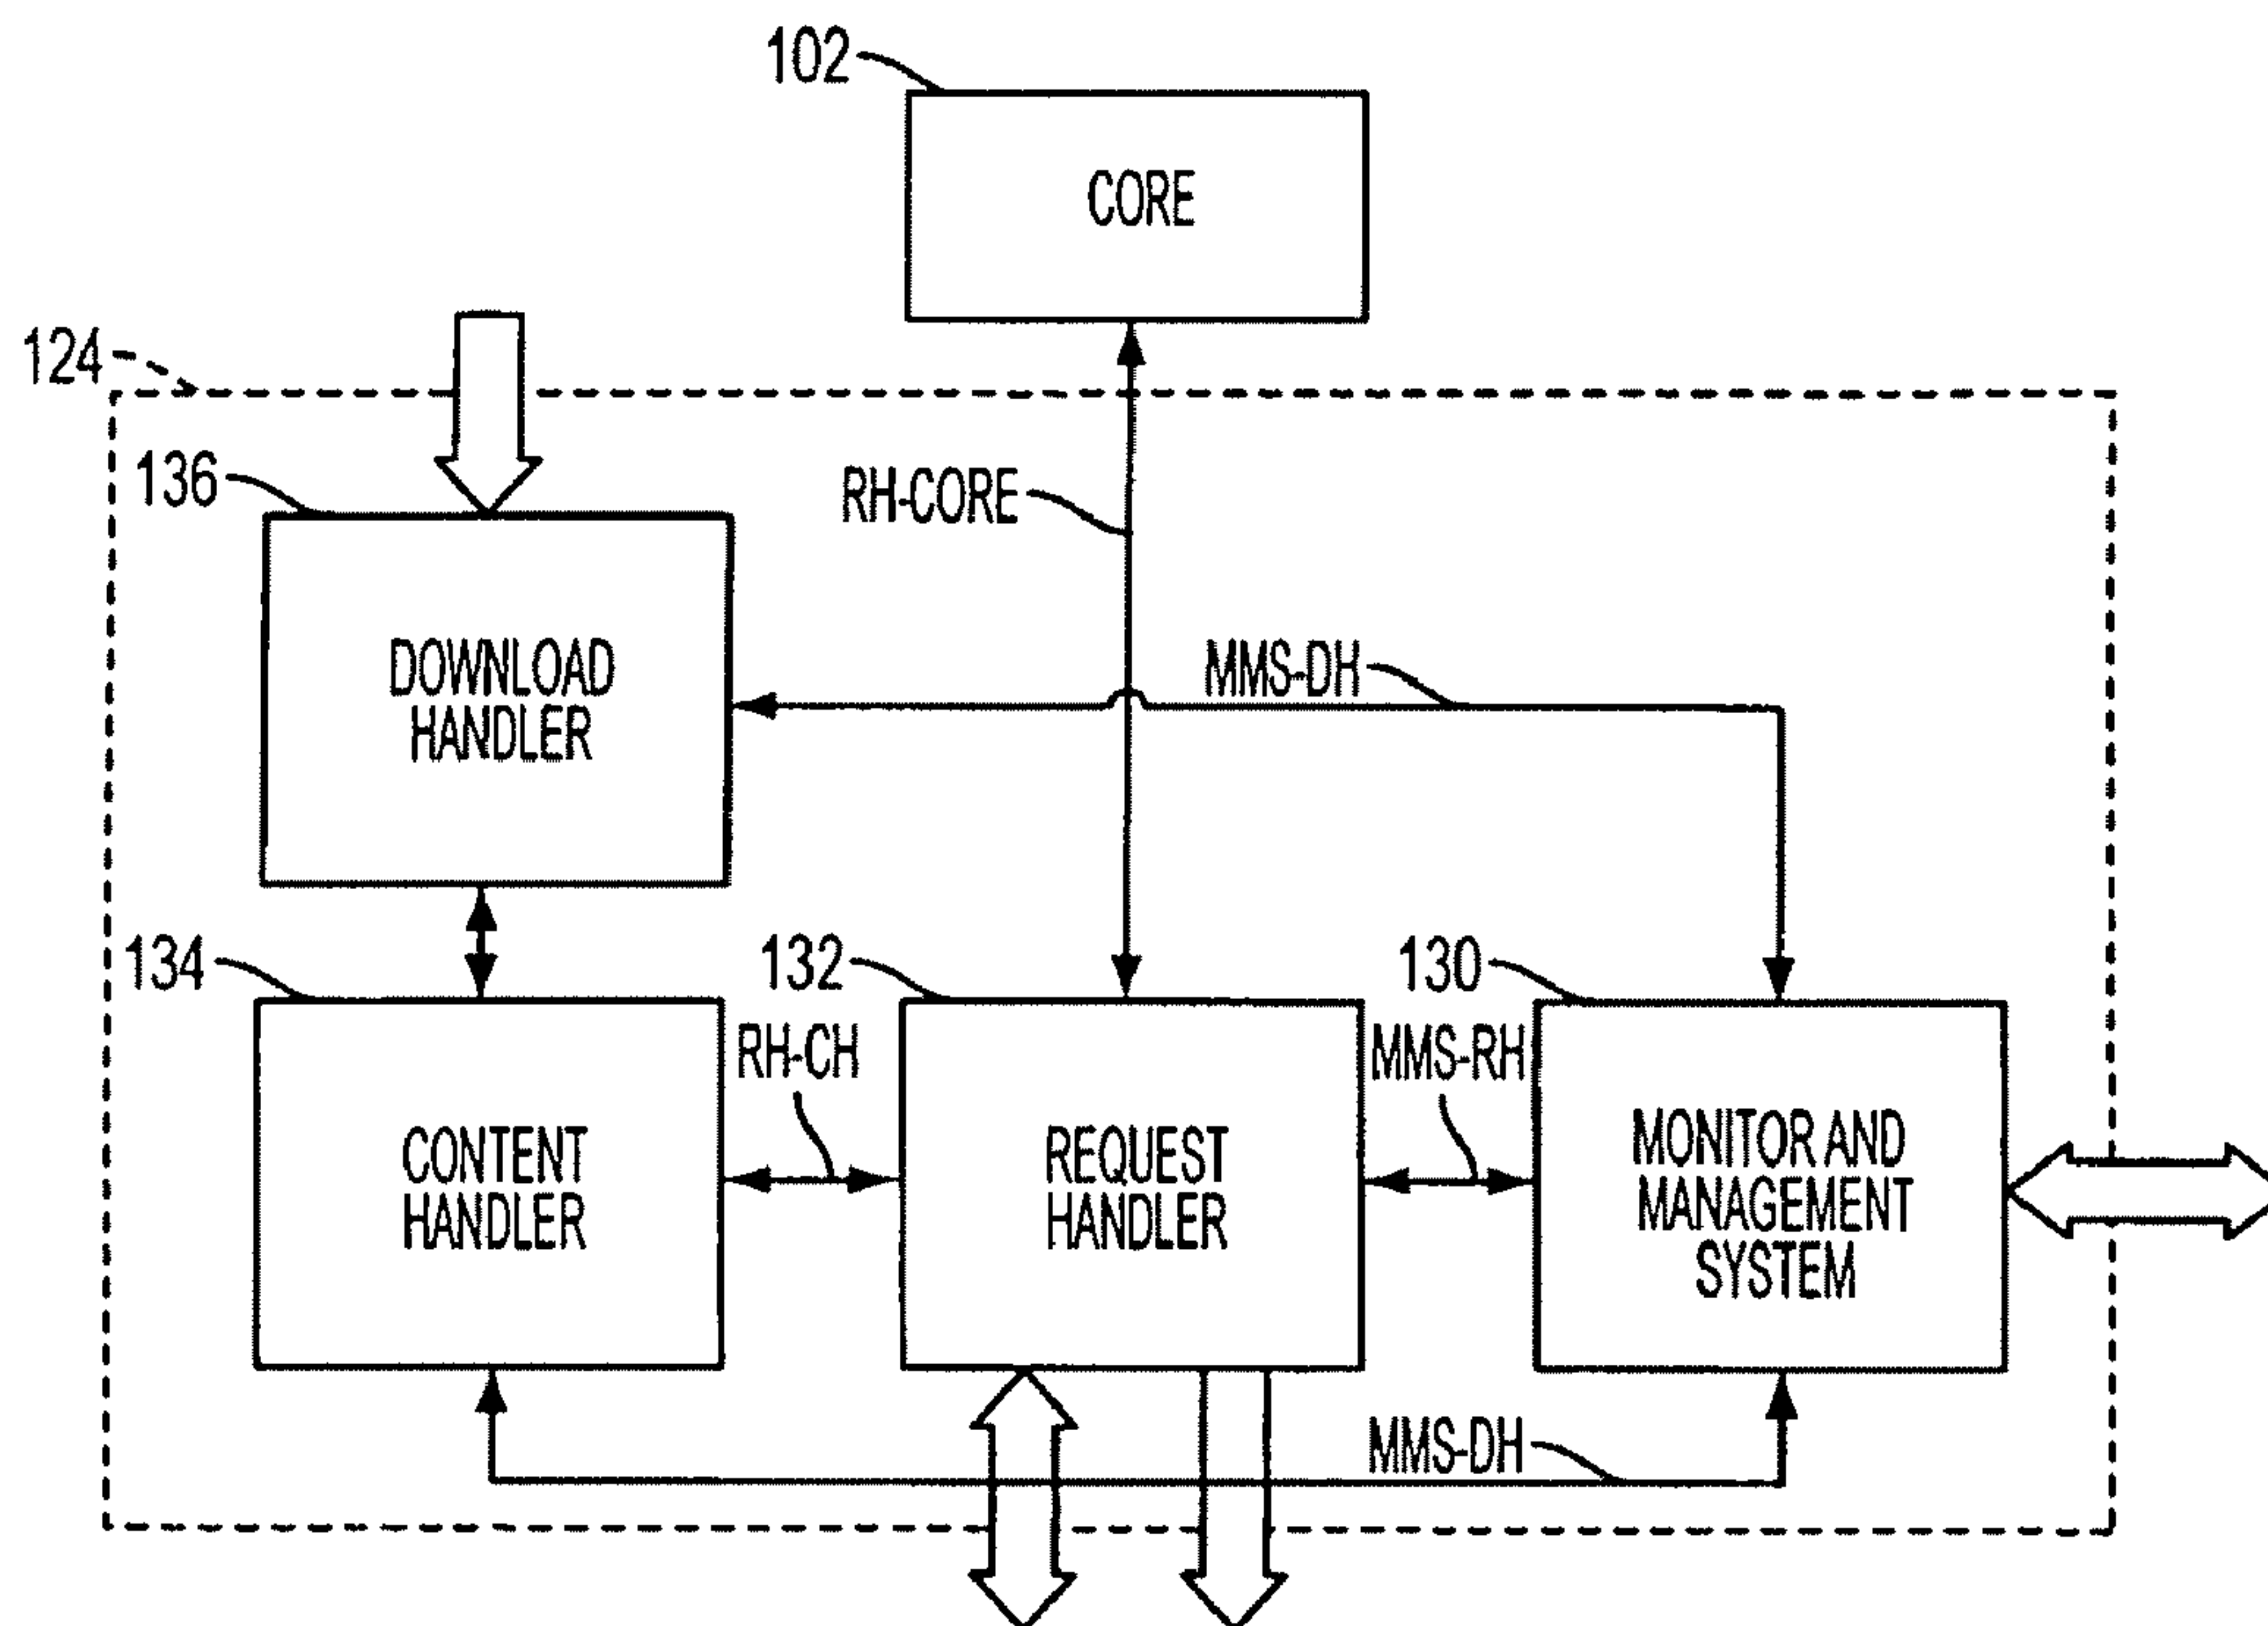 102
CORE
124
136
RH-CORE
DOWNLOAD
HANDLER
MMS-DH
134
132
130
RH-CH
MMS-RH
CONTENT
HANDLER
REQUEST
HANDLER
MONITOR AND
MANAGEMENT
SYSTEM
MMS-DH